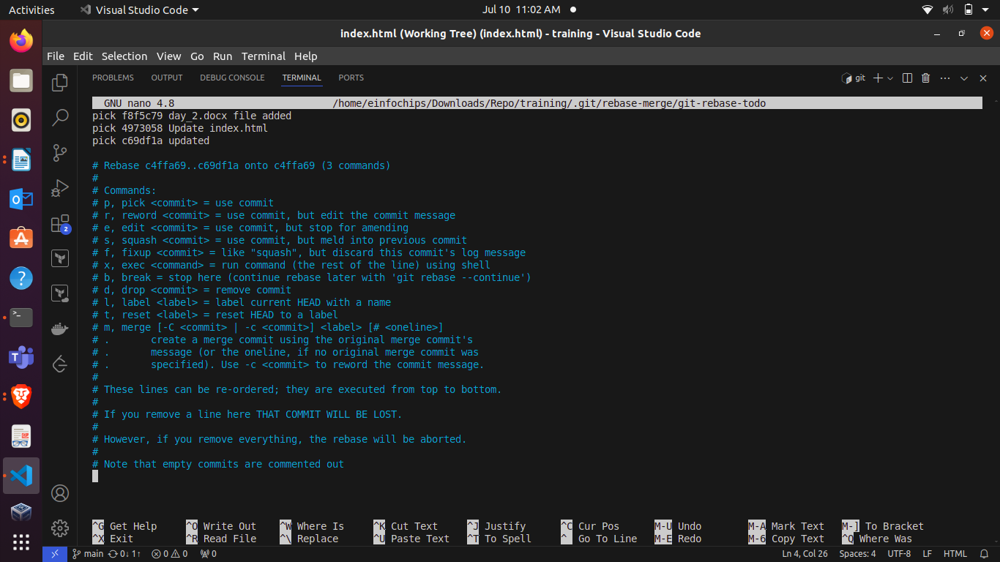 Activities Visual Studio Code Jul 10 11:02 AM
index.html (Working Tree) (index.html) - training - Visual Studio Code
File Edit Selection View Go Run Terminal Help
PROBLEMS OUTPUT DEBUG CONSOLE TERMINAL PORTS git
GNU nano 4.8 /home/einfochips/Downloads/Repo/training/.git/rebase-merge/git-rebase-todo
pick f8f5c79 day_2.docx file added
pick 4973058 Update index.html
pick c69df1a updated
# Rebase c4ffa69..c69df1a onto c4ffa69 (3 commands)
#
# Commands:
# p, pick <commit> = use commit
# r, reword <commit> = use commit, but edit the commit message
# e, edit <commit> = use commit, but stop for amending
# s, squash <commit> = use commit, but meld into previous commit
# f, fixup <commit> = like "squash", but discard this commit's log message
# x, exec <command> = run command (the rest of the line) using shell
# b, break = stop here (continue rebase later with 'git rebase --continue')
# d, drop <commit> = remove commit
# l, label <label> = label current HEAD with a name
# t, reset <label> = reset HEAD to a label
# m, merge [-C <commit> | -c <commit>] <label> [# <oneline>]
# .       create a merge commit using the original merge commit's
# .       message (or the oneline, if no original merge commit was
# .       specified). Use -c <commit> to reword the commit message.
#
# These lines can be re-ordered; they are executed from top to bottom.
#
# If you remove a line here THAT COMMIT WILL BE LOST.
#
# However, if you remove everything, the rebase will be aborted.
#
# Note that empty commits are commented out
2
^G Get Help ^O Write Out ^W Where Is ^K Cut Text ^J Justify ^C Cur Pos M-U Undo M-A Mark Text M-] To Bracket
^X Exit ^R Read File ^\ Replace ^U Paste Text ^T To Spell ^_ Go To Line M-E Redo M-6 Copy Text ^Q Where Was
main 0↓ 1↑ 0 0 0 Ln 4, Col 26 Spaces: 4 UTF-8 LF HTML